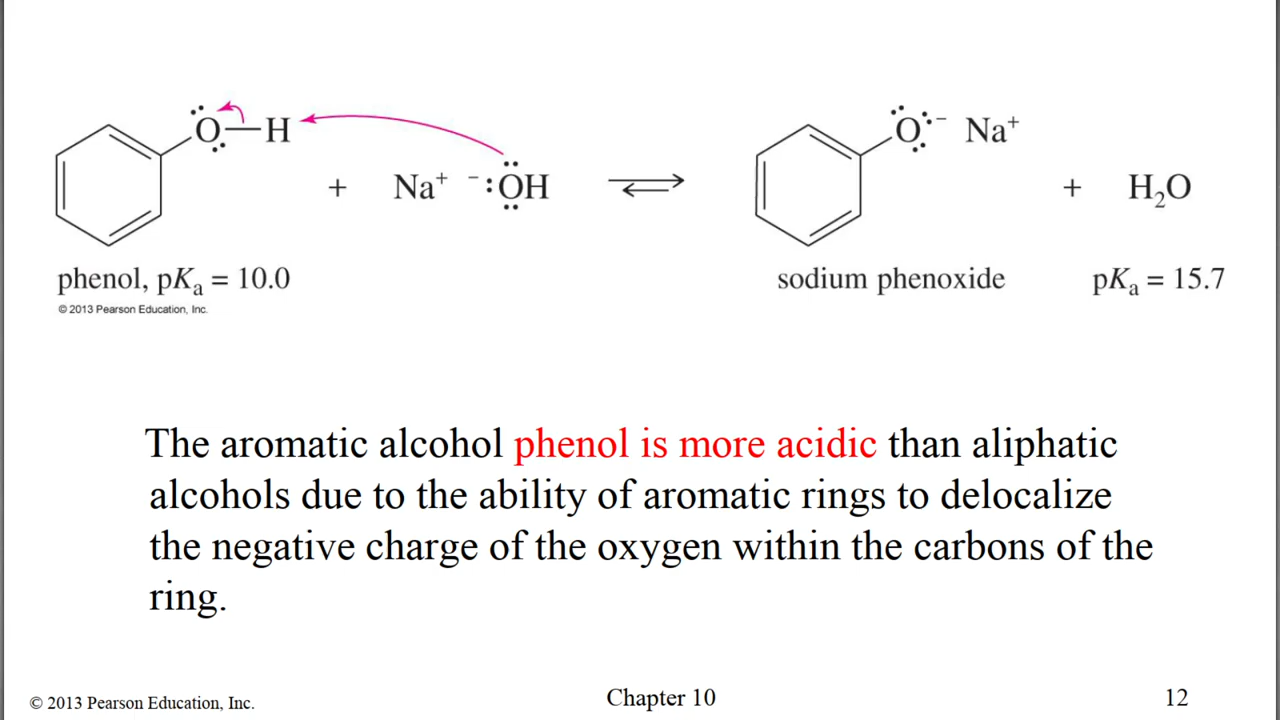 O—H
O:⁻ Na⁺
+ Na⁺ ⁻:OH
+ H₂O
phenol, pKₐ = 10.0
sodium phenoxide pKₐ = 15.7
© 2013 Pearson Education, Inc.
The aromatic alcohol phenol is more acidic than aliphatic
alcohols due to the ability of aromatic rings to delocalize
the negative charge of the oxygen within the carbons of the
ring.
© 2013 Pearson Education, Inc.
Chapter 10
12